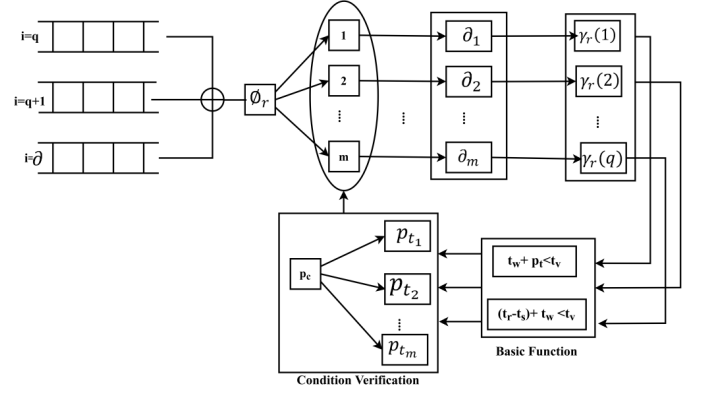 i=q
i=q+1
i=∂
∅r
1
2
m
∂1
∂2
∂m
γr(1)
γr(2)
γr(q)
pc
pt1
pt2
ptm
tw+ pt<tv
(tr-ts)+ tw <tv
Basic Function
Condition Verification